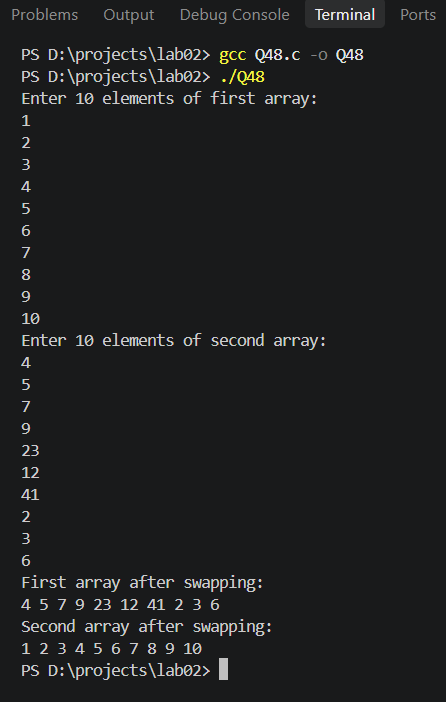 Problems Output Debug Console Terminal Ports
PS D:\projects\lab02> gcc Q48.c -o Q48
PS D:\projects\lab02> ./Q48
Enter 10 elements of first array:
1
2
3
4
5
6
7
8
9
10
Enter 10 elements of second array:
4
5
7
9
23
12
41
2
3
6
First array after swapping:
4 5 7 9 23 12 41 2 3 6
Second array after swapping:
1 2 3 4 5 6 7 8 9 10
PS D:\projects\lab02>